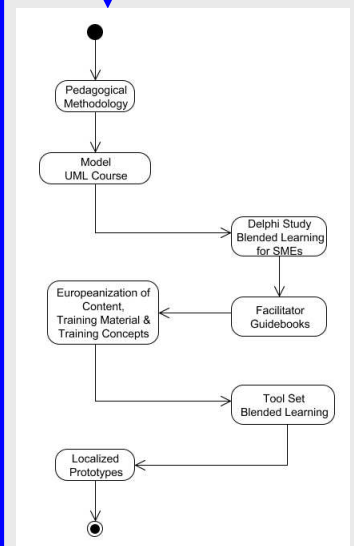 Pedagogical
Methodology
Model
UML Course
Delphi Study
Blended Learning
for SMEs
Facilitator
Guidebooks
Europeanization of
Content,
Training Material &
Training Concepts
Tool Set
Blended Learning
Localized
Prototypes